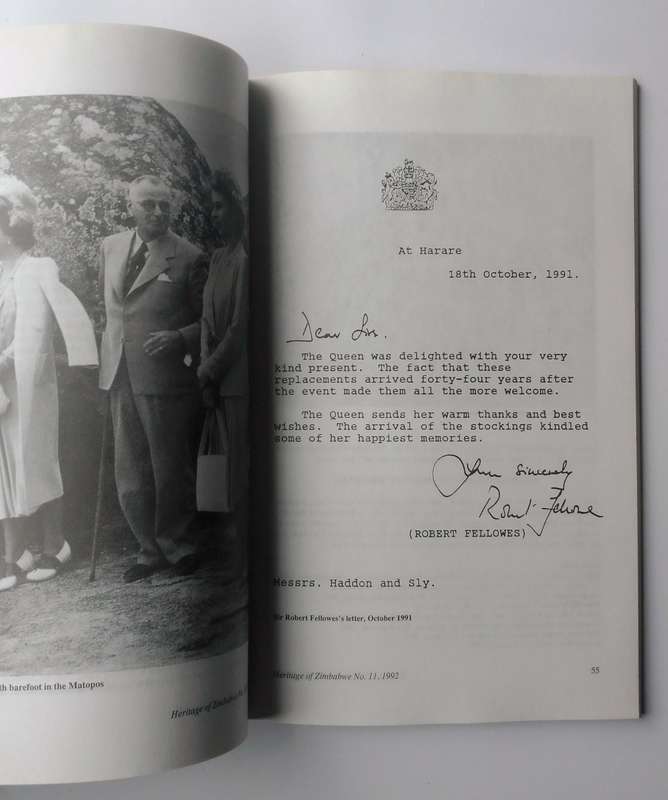 th barefoot in the Matopos
Heritage of Zimbabwe No.
At Harare
18th October, 1991.
Dear Sirs.
The Queen was delighted with your very
kind present. The fact that these
replacements arrived forty-four years after
the event made them all the more welcome.
The Queen sends her warm thanks and best
wishes. The arrival of the stockings kindled
some of her happiest memories.
Yours sincerely
Robert Fellowes
(ROBERT FELLOWES)
Messrs. Haddon and Sly.
Sir Robert Fellowes's letter, October 1991
Heritage of Zimbabwe No. 11, 1992
55